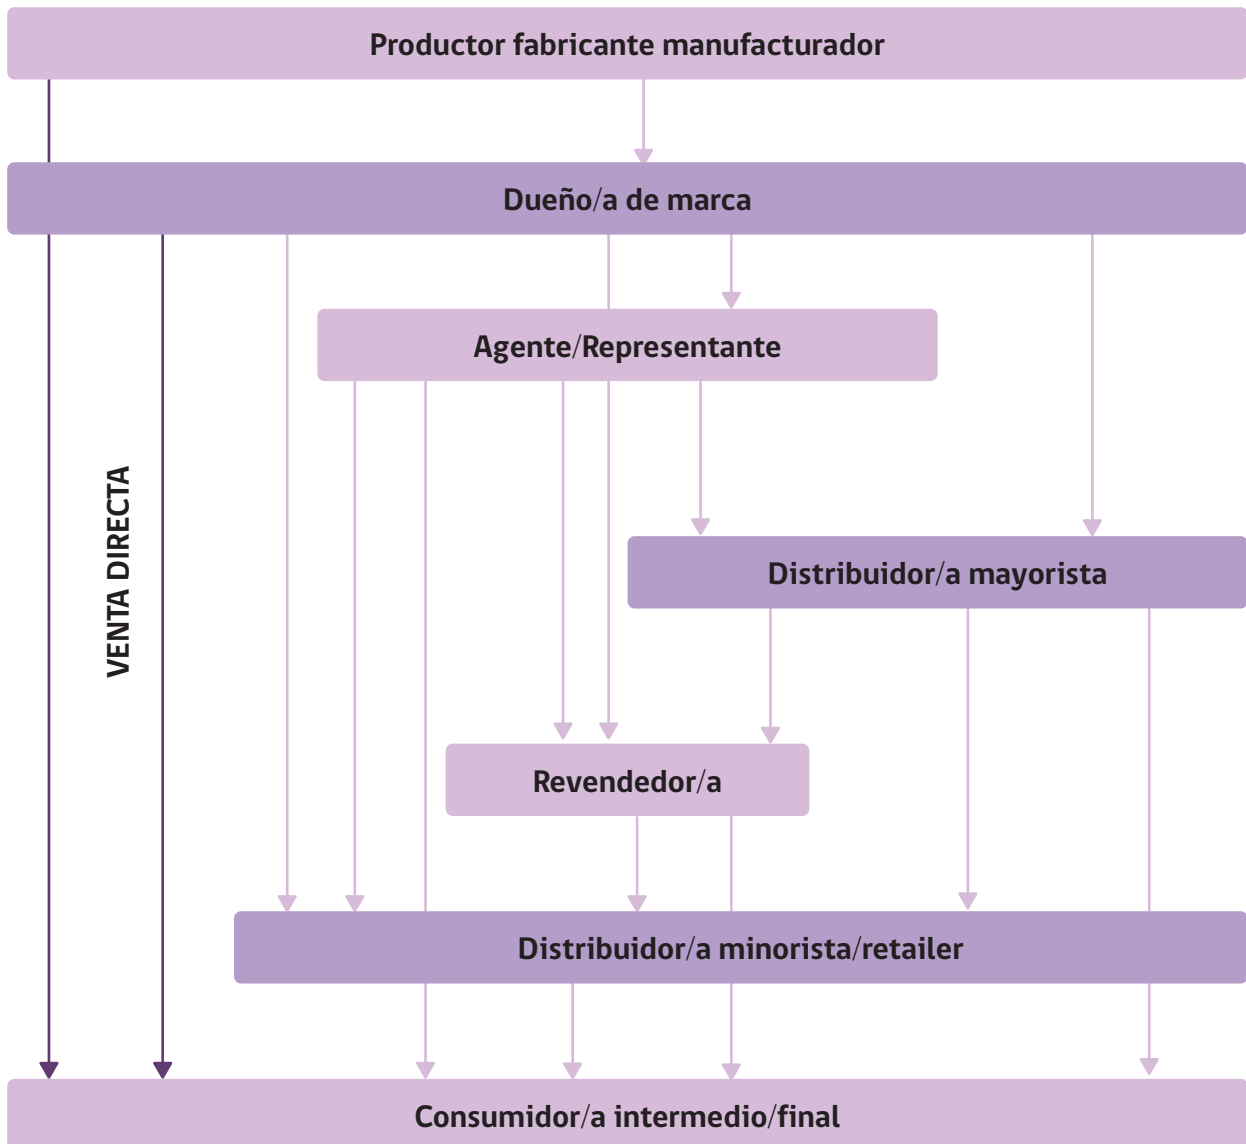 Productor fabricante manufacturador
Dueño/a de marca
Agente/Representante
VENTA DIRECTA
Distribuidor/a mayorista
Revendedor/a
Distribuidor/a minorista/retailer
Consumidor/a intermedio/final